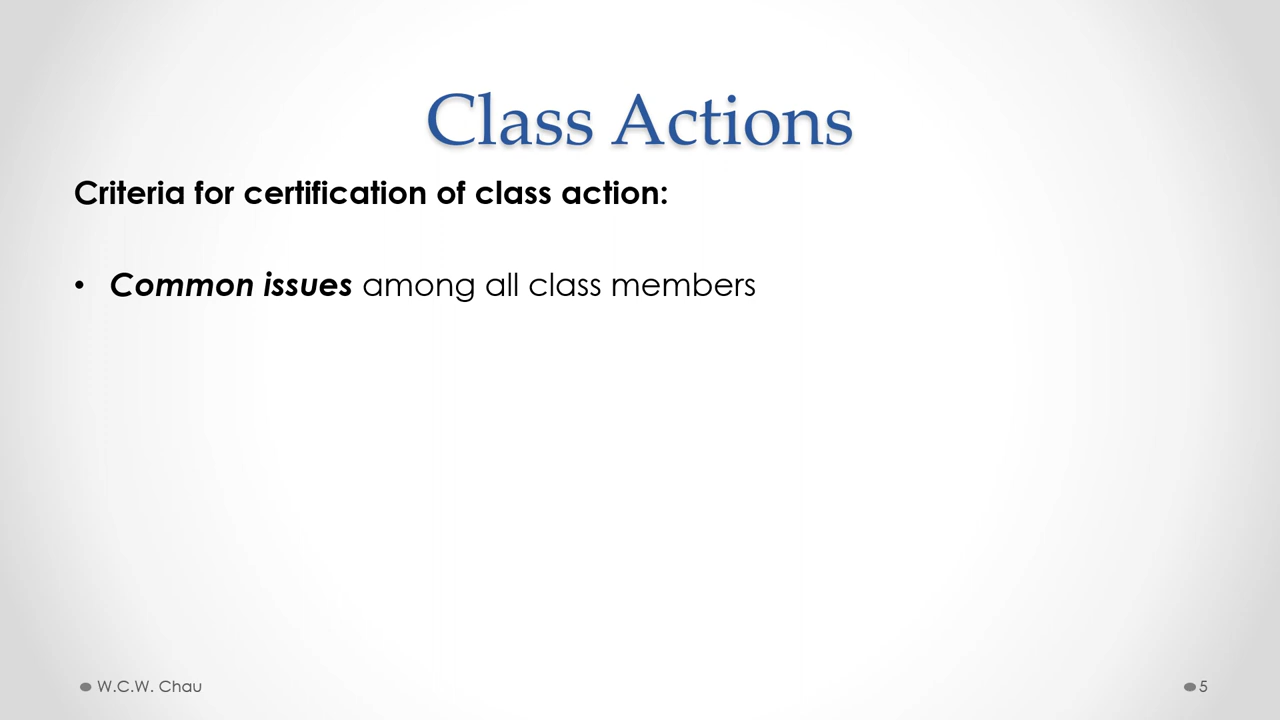 Class Actions
Criteria for certification of class action:
• Common issues among all class members
W.C.W. Chau
5